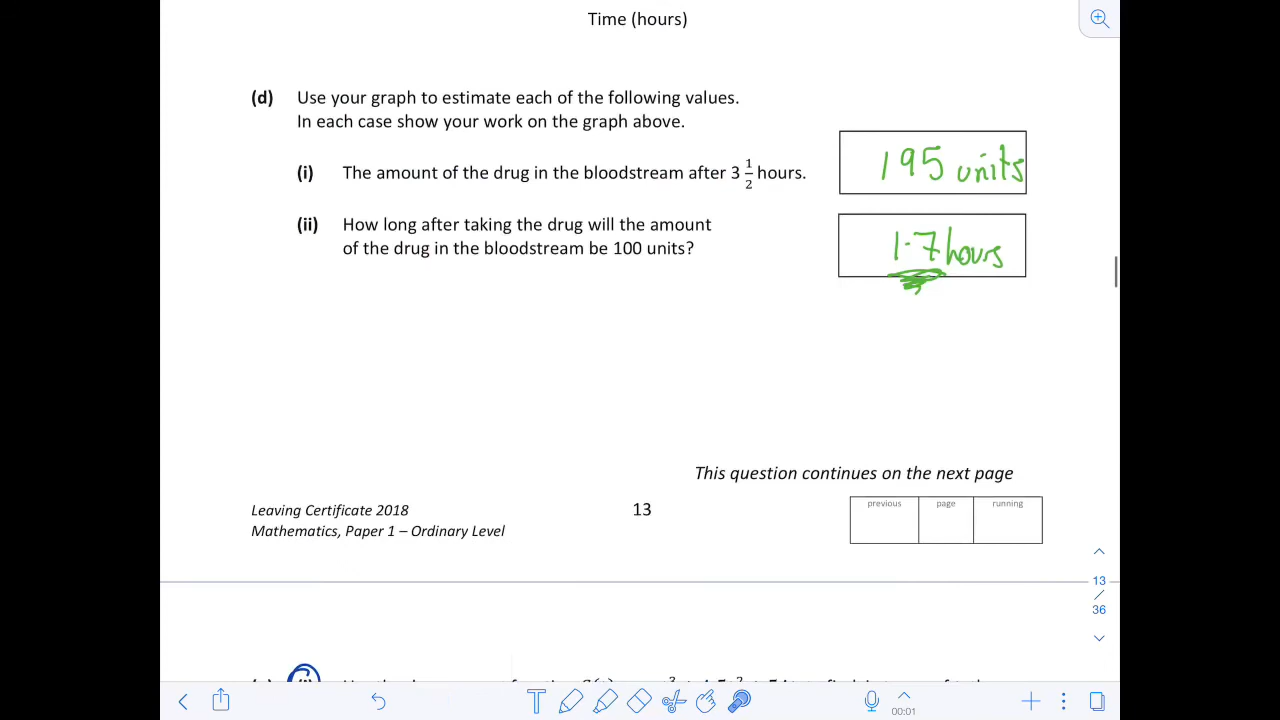 Time (hours)
(d) Use your graph to estimate each of the following values.
In each case show your work on the graph above.
(i) The amount of the drug in the bloodstream after 3 1/2 hours.
195 units
(ii) How long after taking the drug will the amount
of the drug in the bloodstream be 100 units?
1.7 hours
This question continues on the next page
Leaving Certificate 2018
Mathematics, Paper 1 – Ordinary Level
13
previous page running
13
/
36
00:01